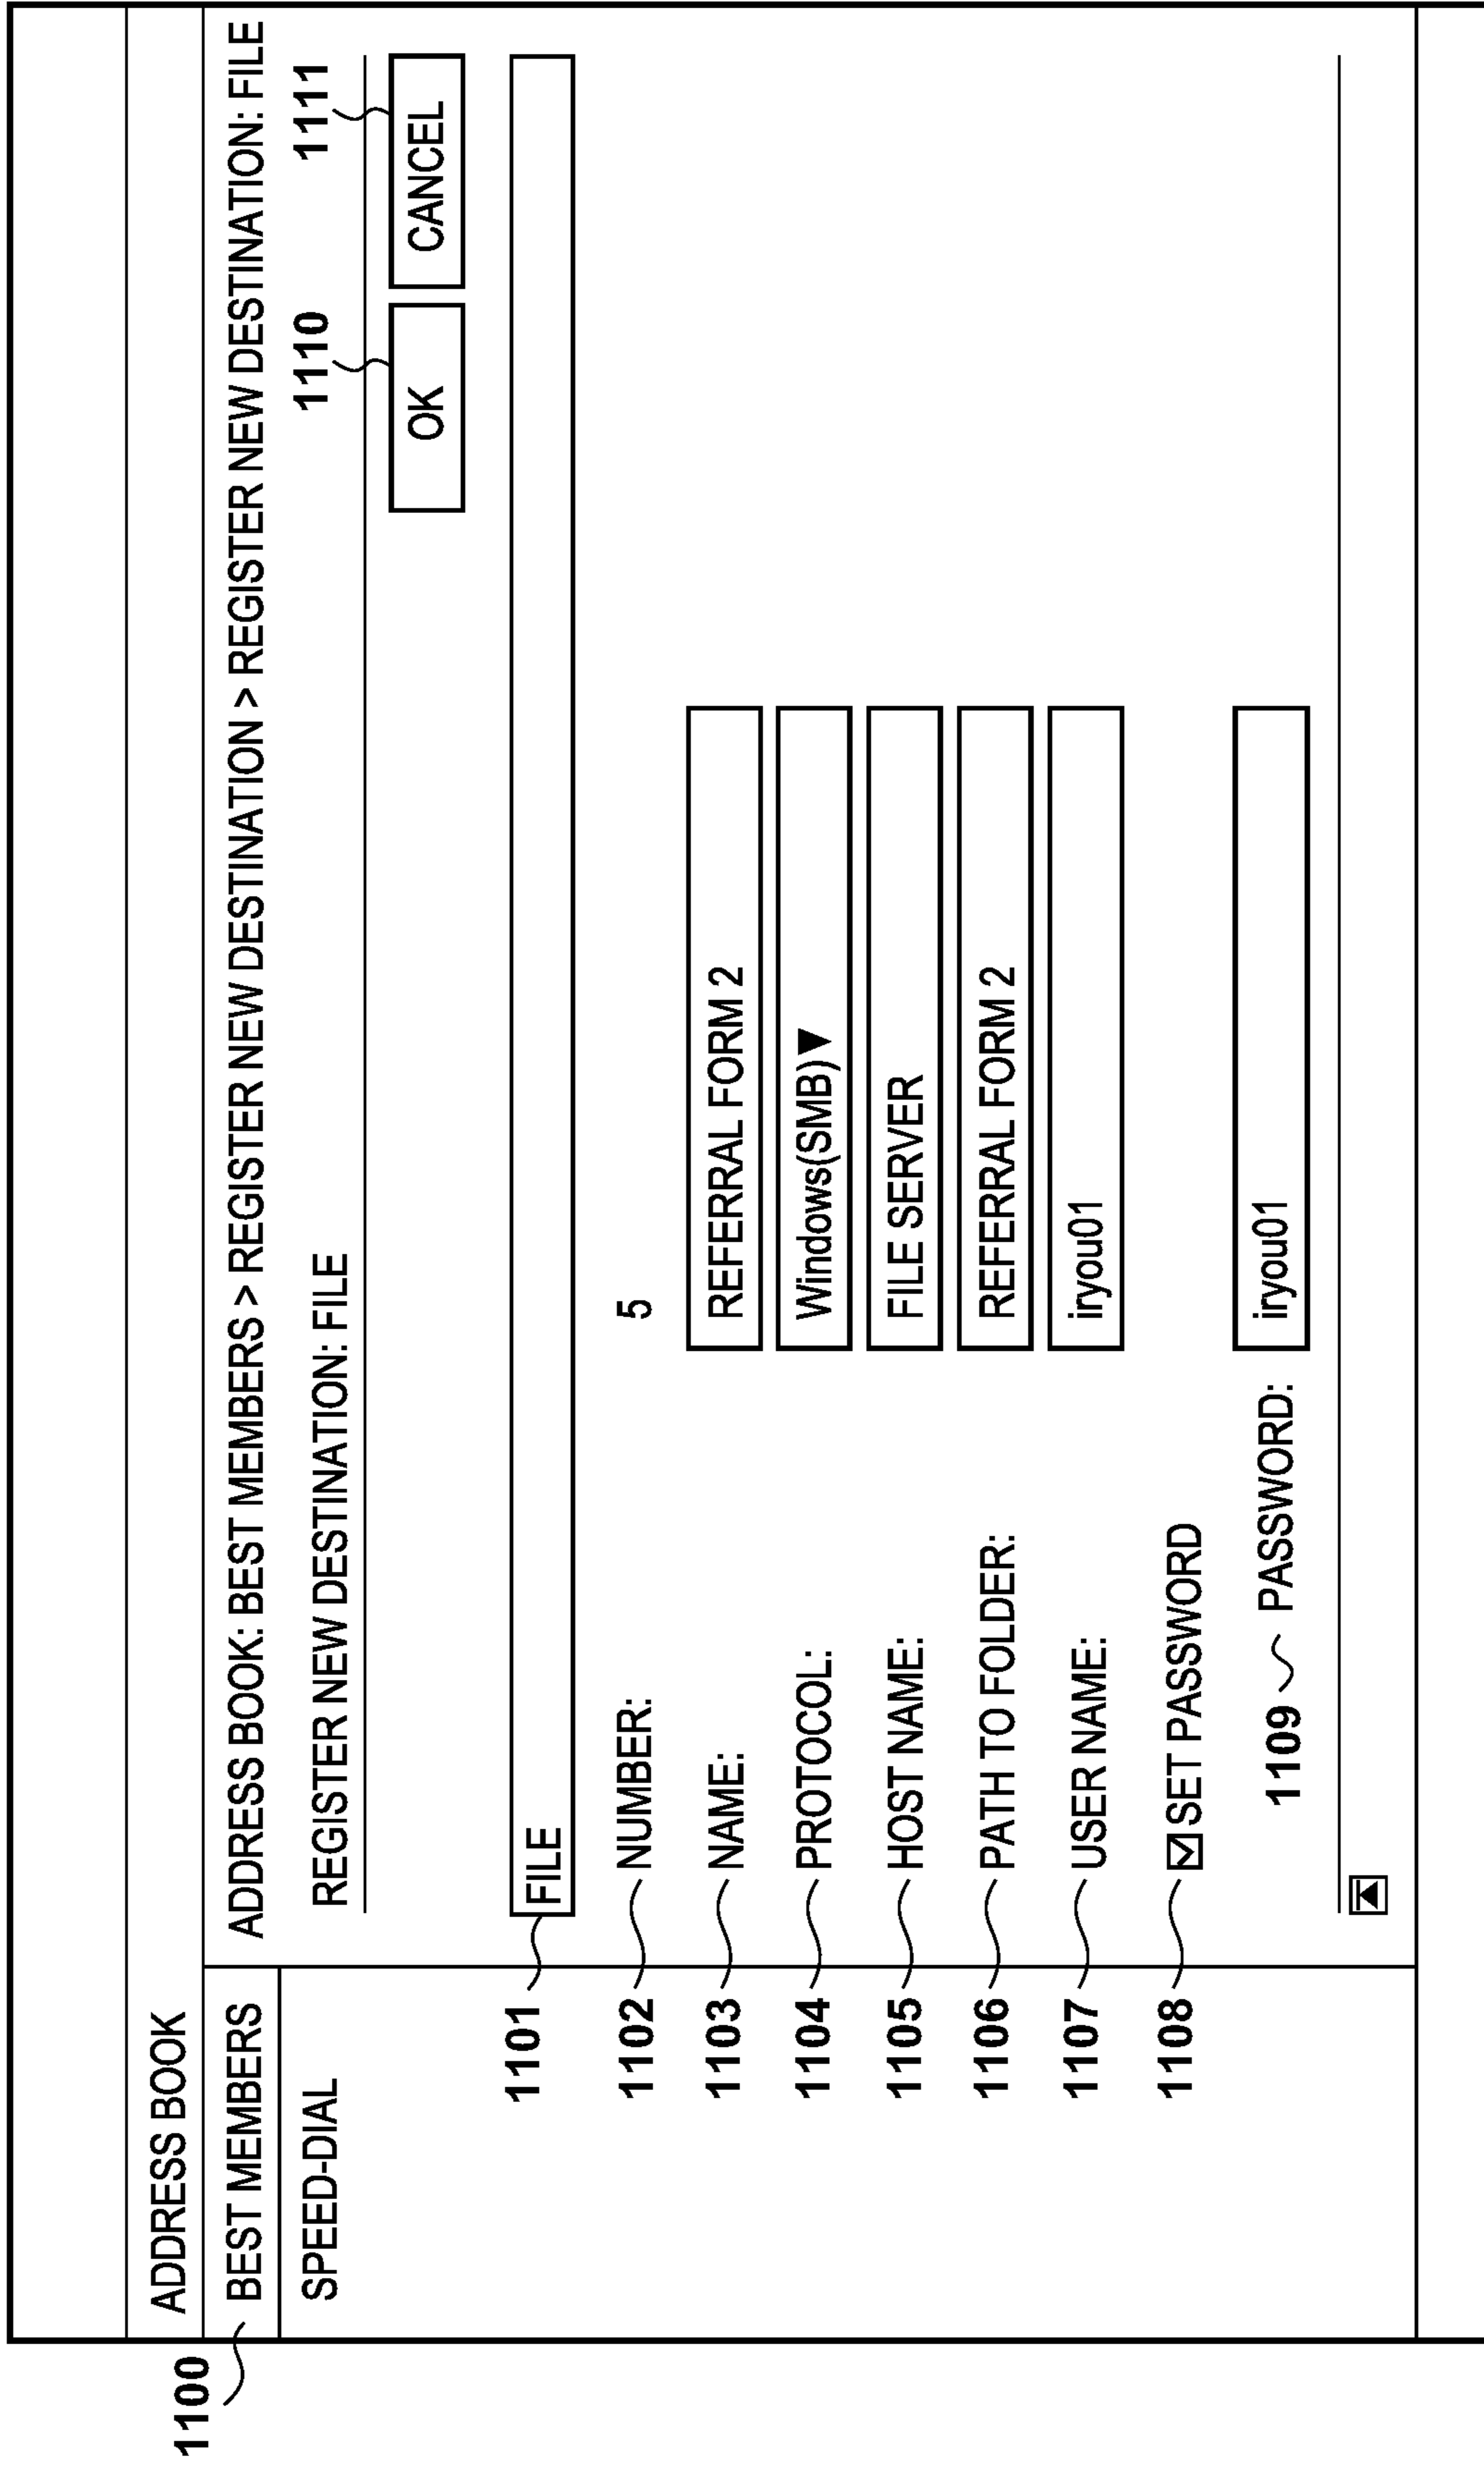 1100
ADDRESS BOOK
BEST MEMBERS
SPEED-DIAL
ADDRESS BOOK: BEST MEMBERS > REGISTER NEW DESTINATION > REGISTER NEW DESTINATION: FILE
REGISTER NEW DESTINATION: FILE
1110 1111
OK CANCEL
1101 FILE
1102 NUMBER: 5
1103 NAME: REFERRAL FORM 2
1104 PROTOCOL: Windows(SMB)▼
1105 HOST NAME: FILE SERVER
1106 PATH TO FOLDER: REFERRAL FORM 2
1107 USER NAME: iryou01
1108 SET PASSWORD
1109 PASSWORD: iryou01